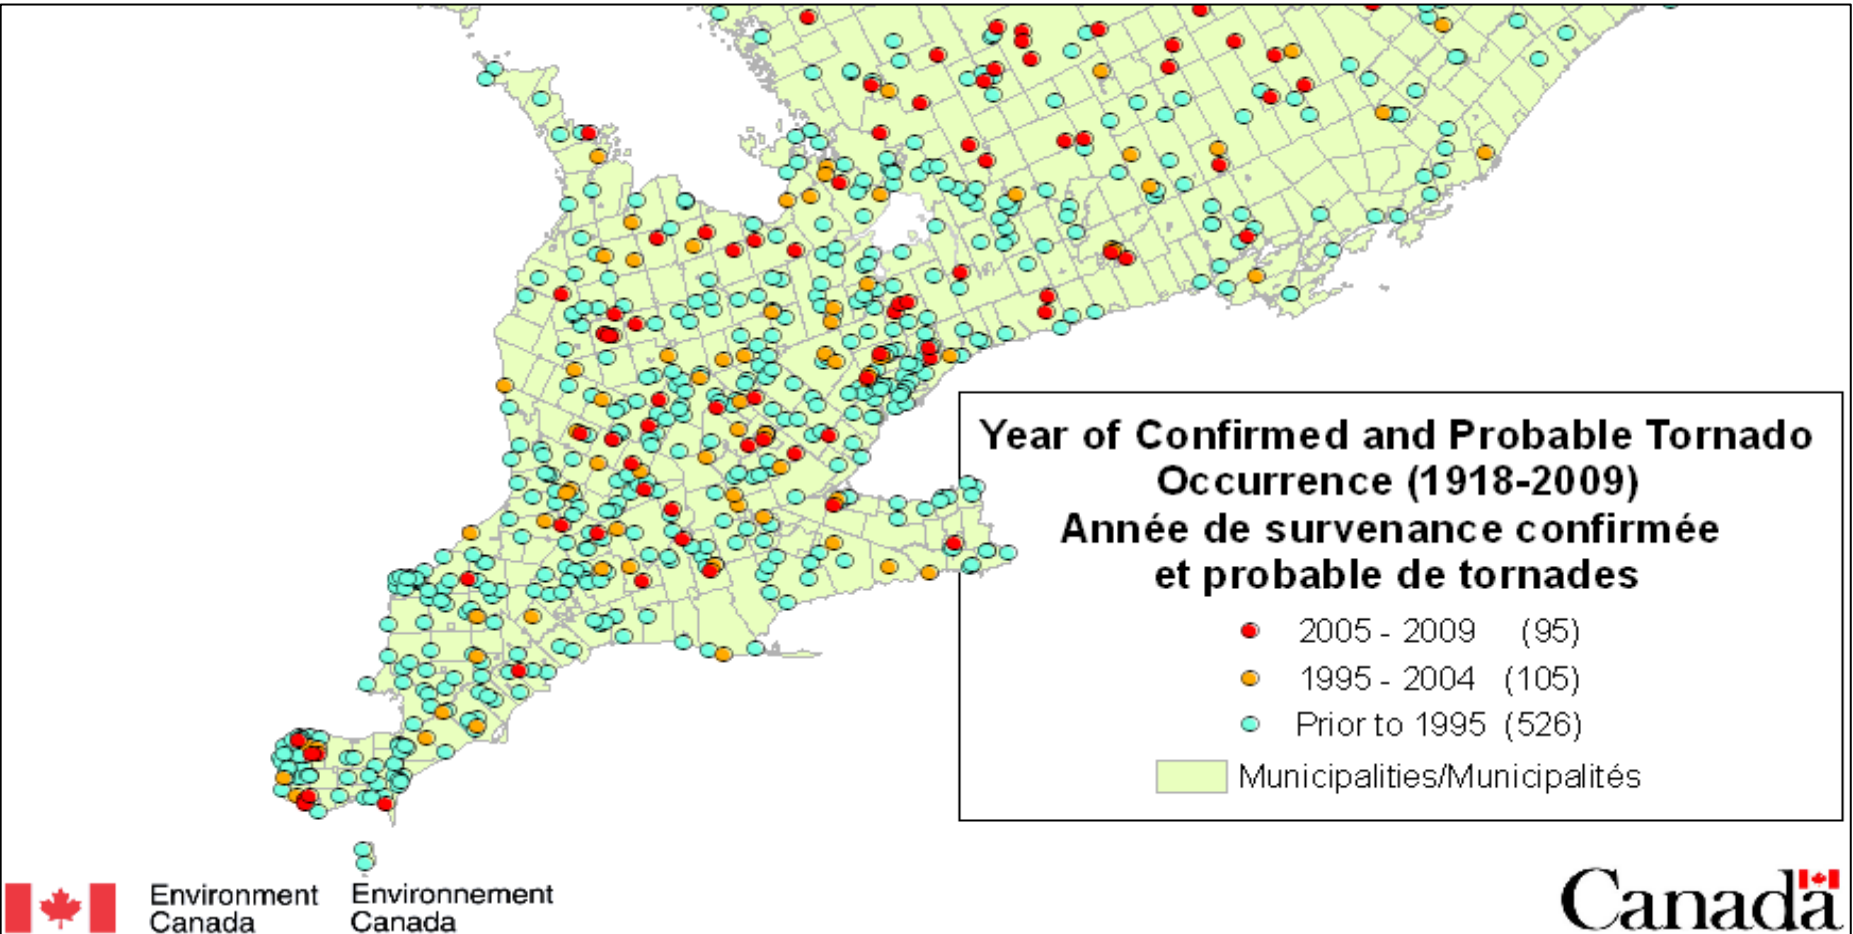 Year of Confirmed and Probable Tornado
Occurrence (1918-2009)
Année de survenance confirmée
et probable de tornades
2005 - 2009 (95)
1995 - 2004 (105)
Prior to 1995 (526)
Municipalities/Municipalités
Environment
Canada
Environnement
Canada
Canada